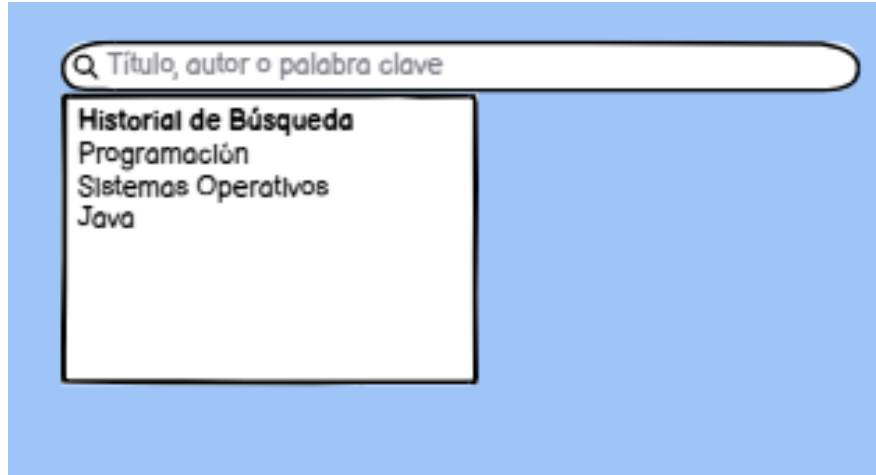 Título, autor o palabra clave
Historial de Búsqueda
Programación
Sistemas Operativos
Java